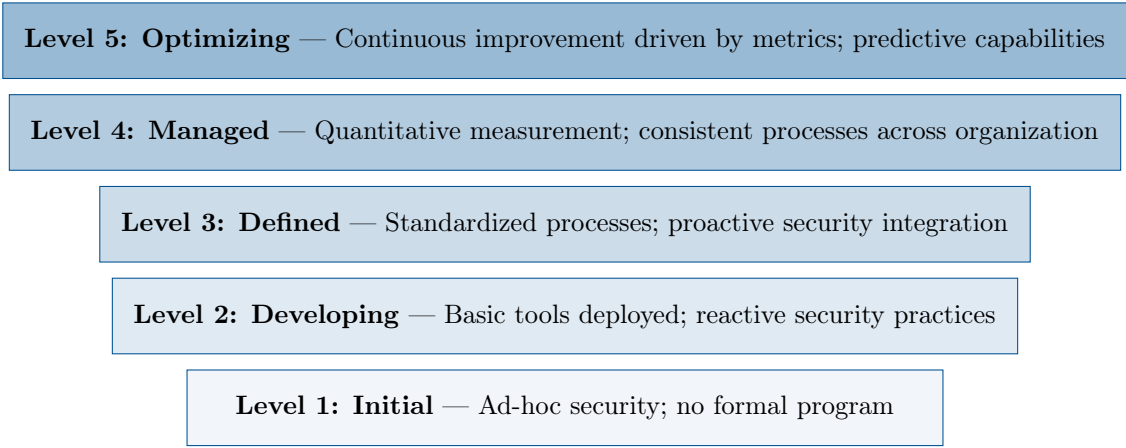 Level 5: Optimizing — Continuous improvement driven by metrics; predictive capabilities
Level 4: Managed — Quantitative measurement; consistent processes across organization
Level 3: Defined — Standardized processes; proactive security integration
Level 2: Developing — Basic tools deployed; reactive security practices
Level 1: Initial — Ad-hoc security; no formal program